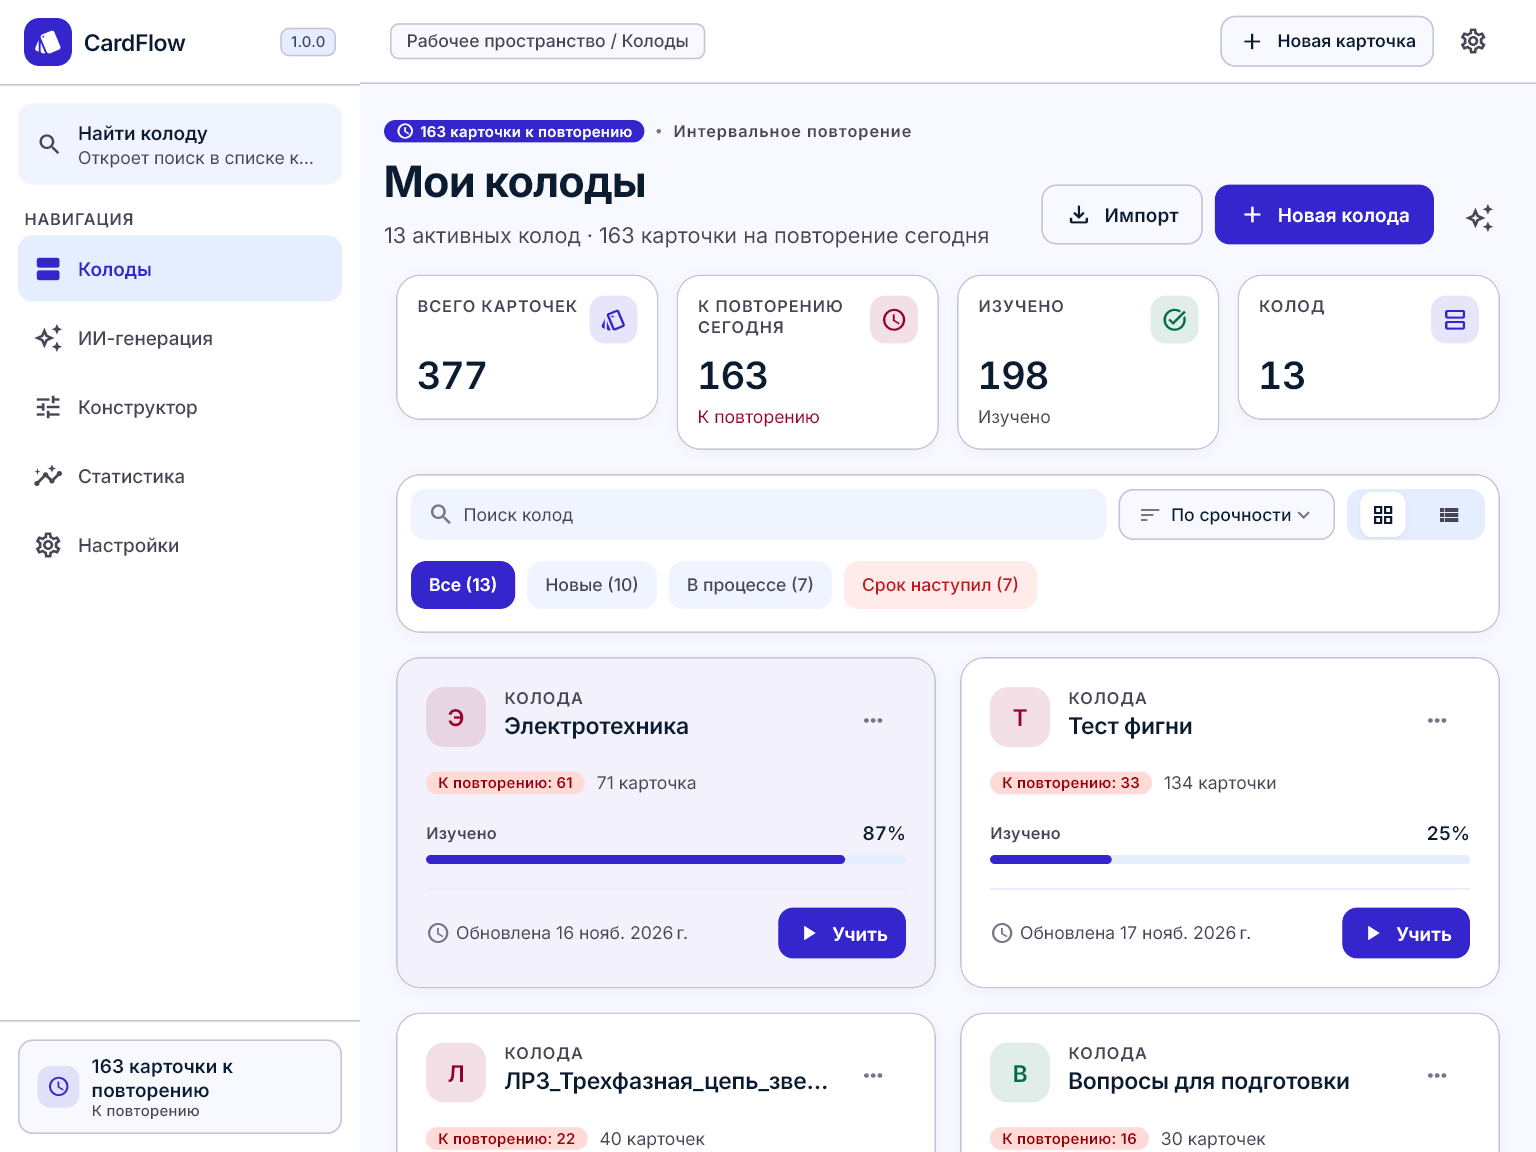 CardFlow
1.0.0
Рабочее пространство / Колоды
Новая карточка
Найти колоду
Откроет поиск в списке к...
НАВИГАЦИЯ
Колоды
ИИ-генерация
Конструктор
Статистика
Настройки
163 карточки к
повторению
К повторению
163 карточки к повторению • Интервальное повторение
Мои колоды
13 активных колод · 163 карточки на повторение сегодня
Импорт
Новая колода
ВСЕГО КАРТОЧЕК
377
К ПОВТОРЕНИЮ
СЕГОДНЯ
163
К повторению
ИЗУЧЕНО
198
Изучено
КОЛОД
13
Поиск колод
По срочности
Все (13)
Новые (10)
В процессе (7)
Срок наступил (7)
Э
КОЛОДА
Электротехника
К повторению: 61
71 карточка
Изучено
87%
Обновлена 16 нояб. 2026 г.
Учить
Т
КОЛОДА
Тест фигни
К повторению: 33
134 карточки
Изучено
25%
Обновлена 17 нояб. 2026 г.
Учить
Л
КОЛОДА
ЛР3_Трехфазная_цепь_зве...
К повторению: 22
40 карточек
В
КОЛОДА
Вопросы для подготовки
К повторению: 16
30 карточек